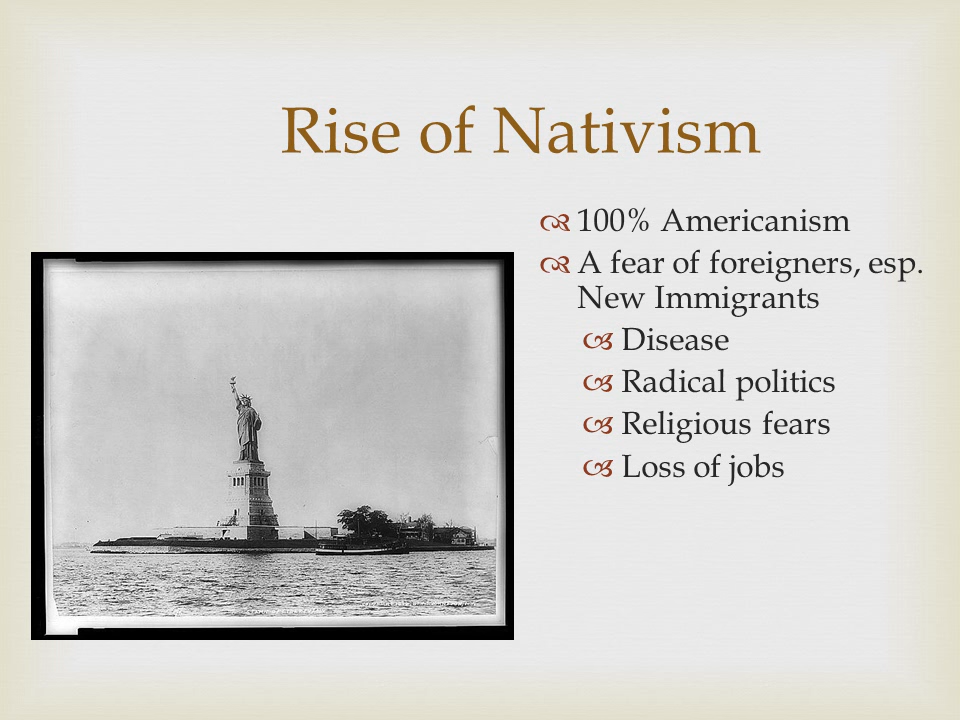 Rise of Nativism
100% Americanism
A fear of foreigners, esp.
New Immigrants
Disease
Radical politics
Religious fears
Loss of jobs